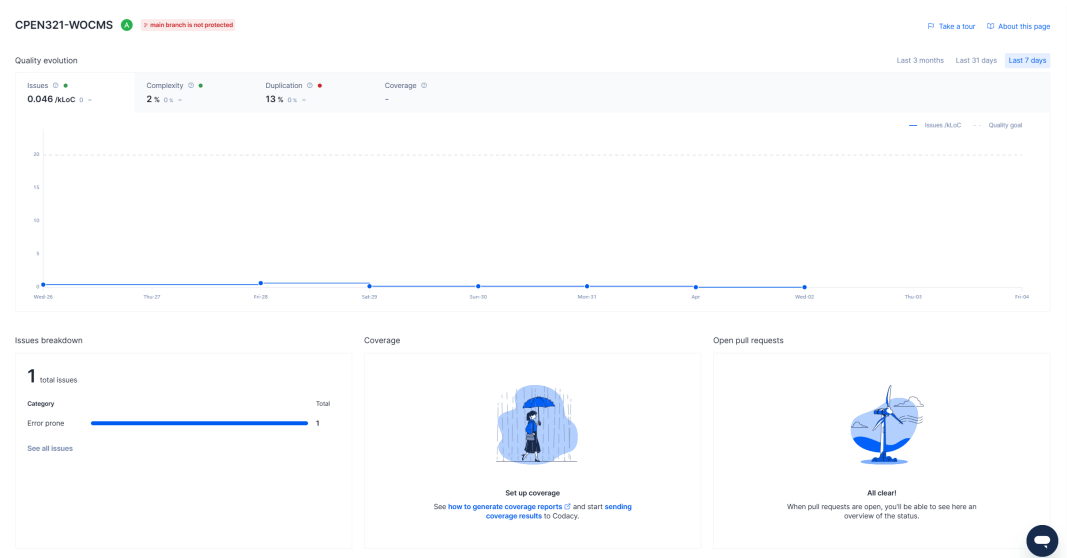 CPEN321-WOCMS A main branch is not protected
Take a tour About this page
Quality evolution
Last 3 months Last 31 days Last 7 days
Issues Complexity Duplication Coverage
0.046 /kLoC 0 – 2 % 0 % – 13 % 0 % – -
Issues /kLoC Quality goal
20
15
10
5
0
Wed-26 Thu-27 Fri-28 Sat-29 Sun-30 Mon-31 Apr Wed-02 Thu-03 Fri-04
Issues breakdown
1 total issues
Category Total
Error prone 1
See all issues
Coverage
Set up coverage
See how to generate coverage reports and start sending
coverage results to Codacy.
Open pull requests
All clear!
When pull requests are open, you'll be able to see here an
overview of the status.